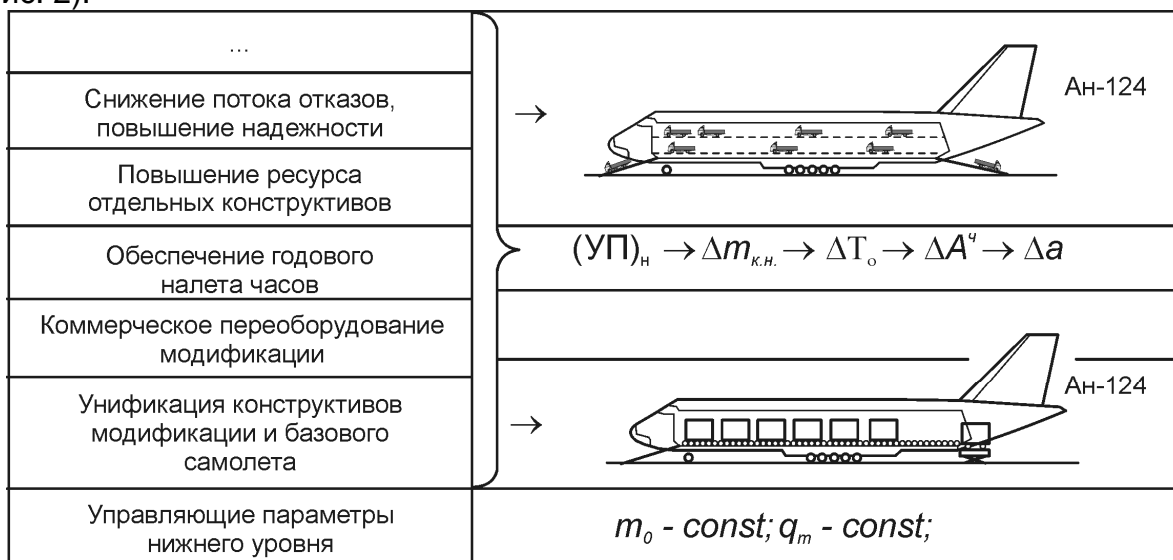 ис. 2).
...
Снижение потока отказов,
повышение надежности
→
Ан-124
Повышение ресурса
отдельных конструктивов
Обеспечение годового
налета часов
(УП)н → Δmк.н. → ΔTо → ΔAч → Δa
Коммерческое переоборудование
модификации
Унификация конструктивов
модификации и базового
самолета
→
Ан-124
Управляющие параметры
нижнего уровня
m0 - const; qm - const;